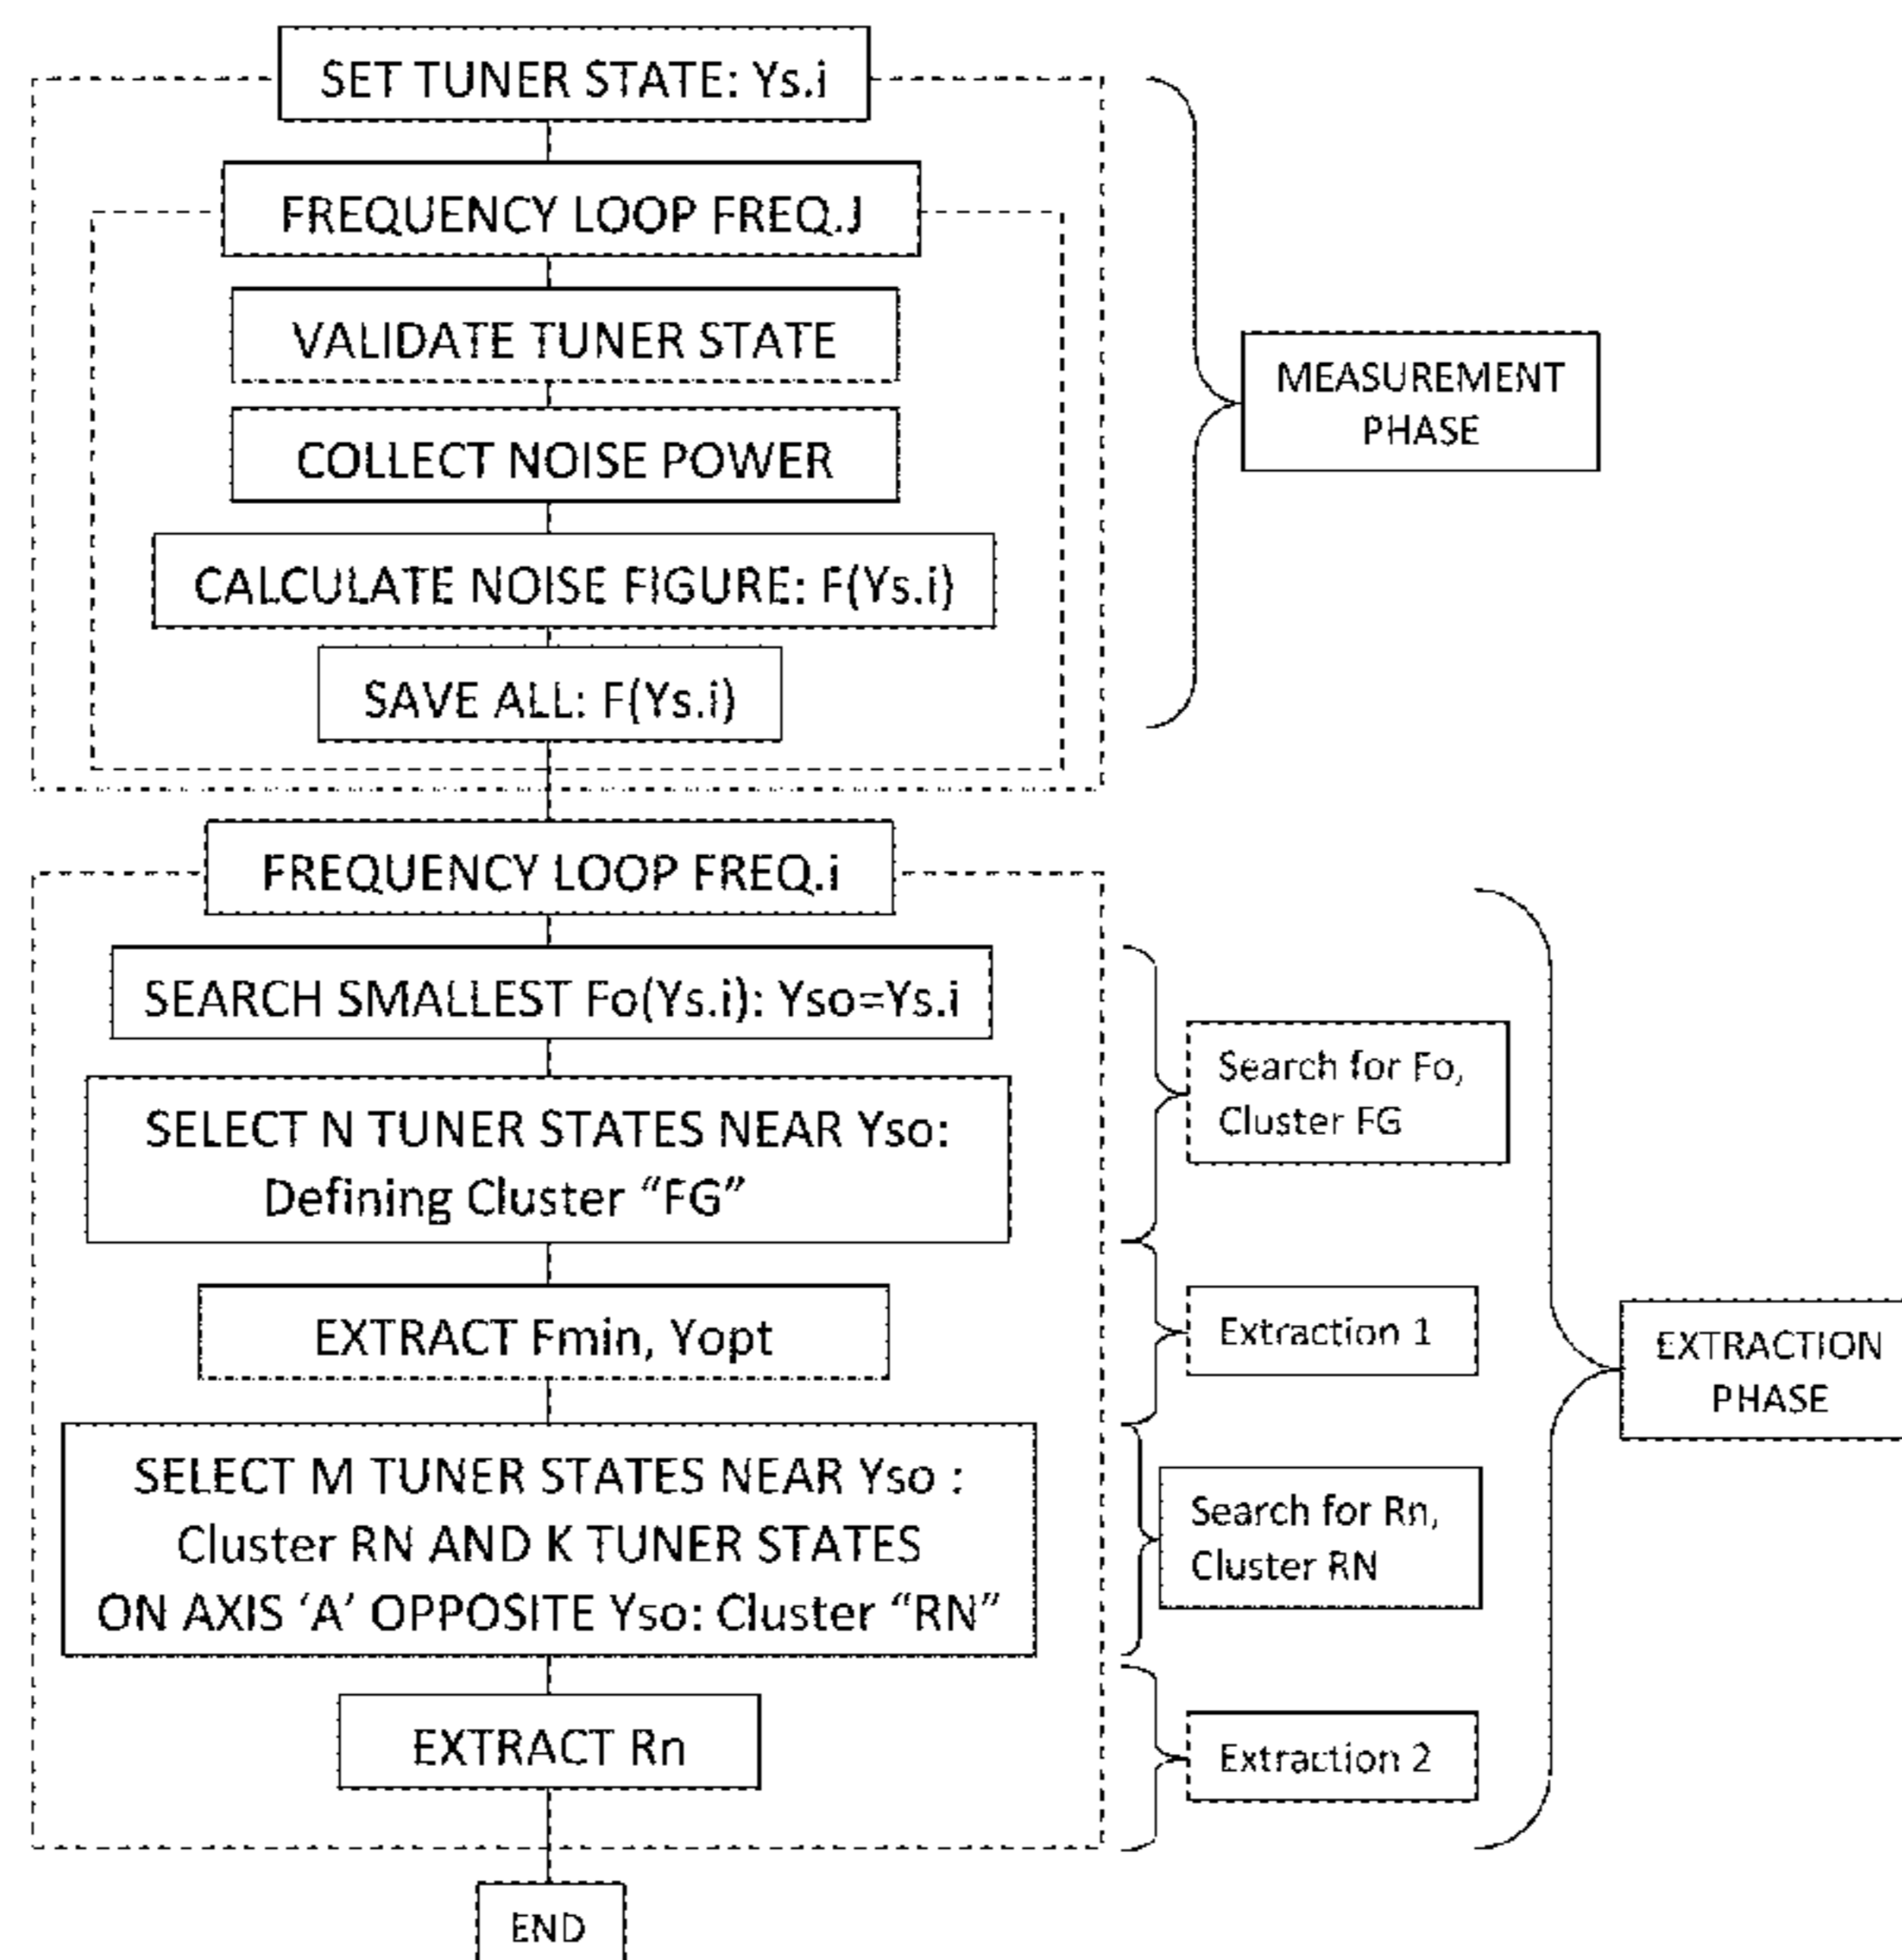 SET TUNER STATE: Ys.i
FREQUENCY LOOP FREQ.J
VALIDATE TUNER STATE
COLLECT NOISE POWER
CALCULATE NOISE FIGURE: F(Ys.i)
SAVE ALL: F(Ys.i)
MEASUREMENT
PHASE
FREQUENCY LOOP FREQ.i
SEARCH SMALLEST Fo(Ys.i): Yso=Ys.i
SELECT N TUNER STATES NEAR Yso:
Defining Cluster “FG”
EXTRACT Fmin, Yopt
SELECT M TUNER STATES NEAR Yso :
Cluster RN AND K TUNER STATES
ON AXIS ‘A’ OPPOSITE Yso: Cluster “RN”
EXTRACT Rn
END
Search for Fo,
Cluster FG
Extraction 1
Search for Rn,
Cluster RN
Extraction 2
EXTRACTION
PHASE